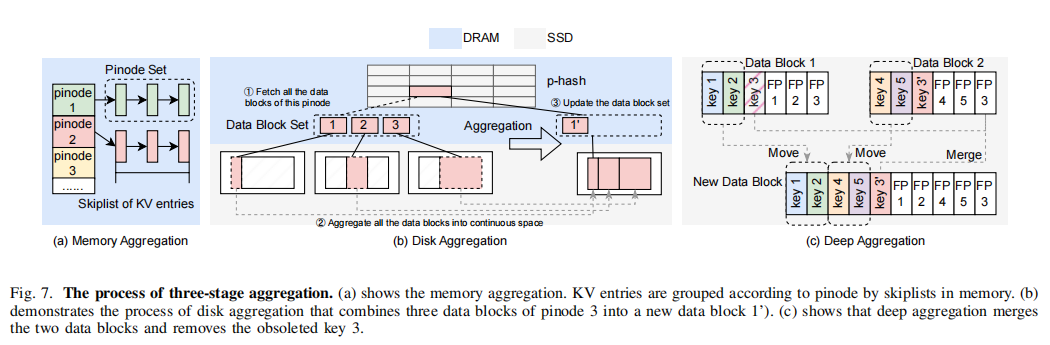 DRAM
SSD
Pinode Set
pinode
1
pinode
2
pinode
3
......
Skiplist of KV entries
(a) Memory Aggregation
① Fetch all the data
blocks of this pinode
p-hash
③ Update the data block set
Data Block Set
1
2
3
Aggregation
1'
② Aggregate all the data blocks into continuous space
(b) Disk Aggregation
Data Block 1
key 1
key 2
key 3
FP
1
FP
2
FP
3
Data Block 2
key 4
key 5
key 3'
FP
4
FP
5
FP
3
Move
Move
Merge
New Data Block
key 1
key 2
key 4
key 5
key 3'
FP
1
FP
2
FP
4
FP
5
FP
3
(c) Deep Aggregation
Fig. 7. The process of three-stage aggregation. (a) shows the memory aggregation. KV entries are grouped according to pinode by skiplists in memory. (b)
demonstrates the process of disk aggregation that combines three data blocks of pinode 3 into a new data block 1'). (c) shows that deep aggregation merges
the two data blocks and removes the obsoleted key 3.